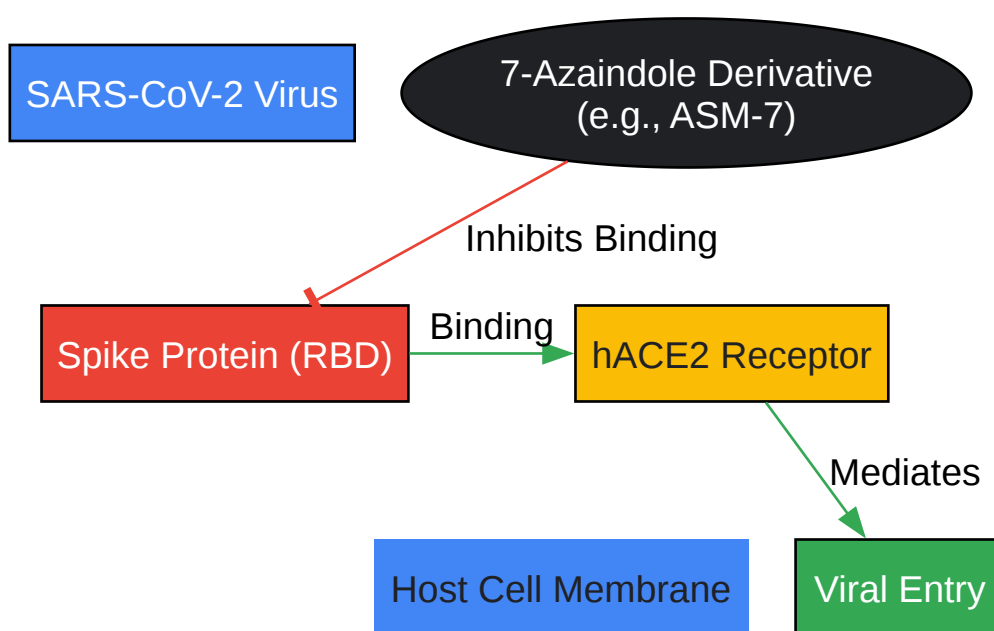 SARS-CoV-2 Virus
7-Azaindole Derivative
(e.g., ASM-7)
Inhibits Binding
Spike Protein (RBD)
Binding
hACE2 Receptor
Mediates
Host Cell Membrane
Viral Entry